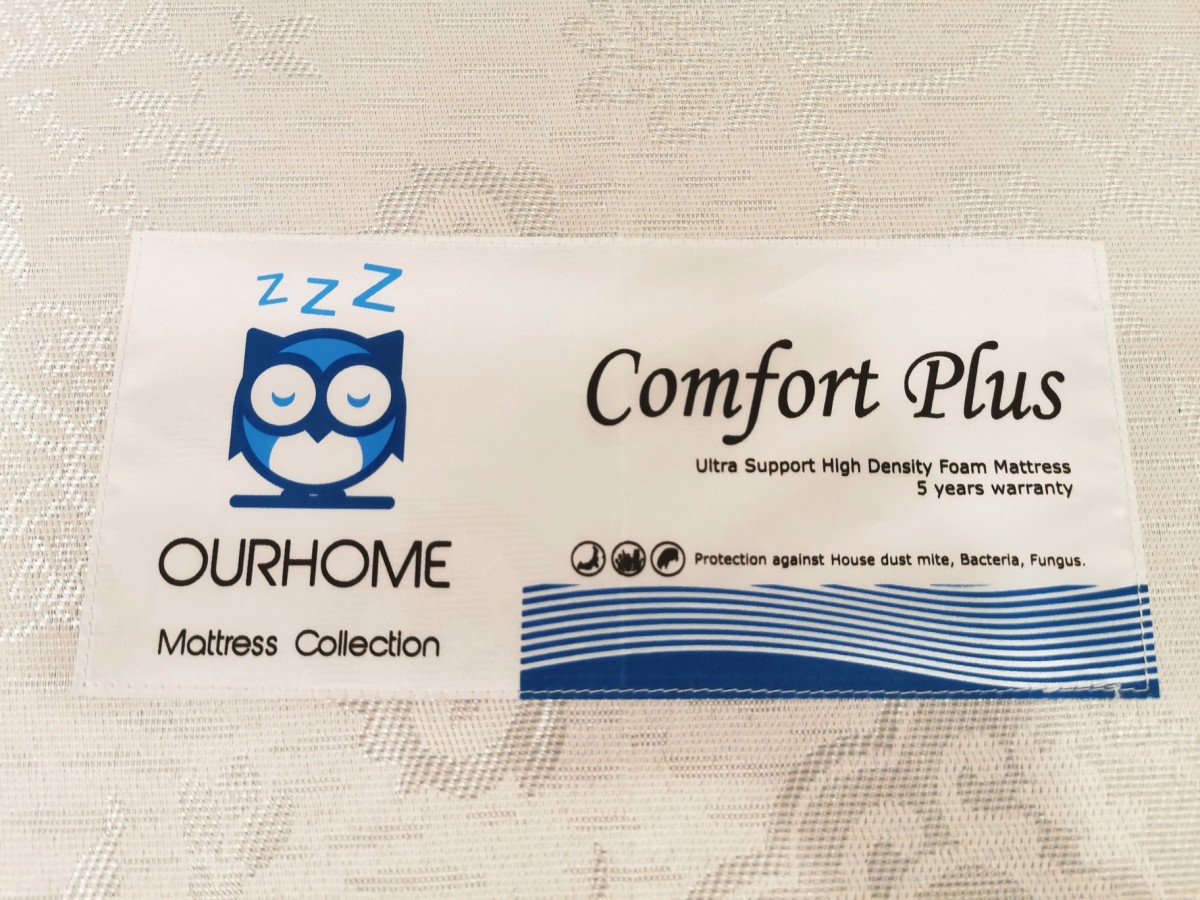 z z Z
OURHOME
Mattress Collection
Comfort Plus
Ultra Support High Density Foam Mattress
5 years warranty
Protection against House dust mite, Bacteria, Fungus.